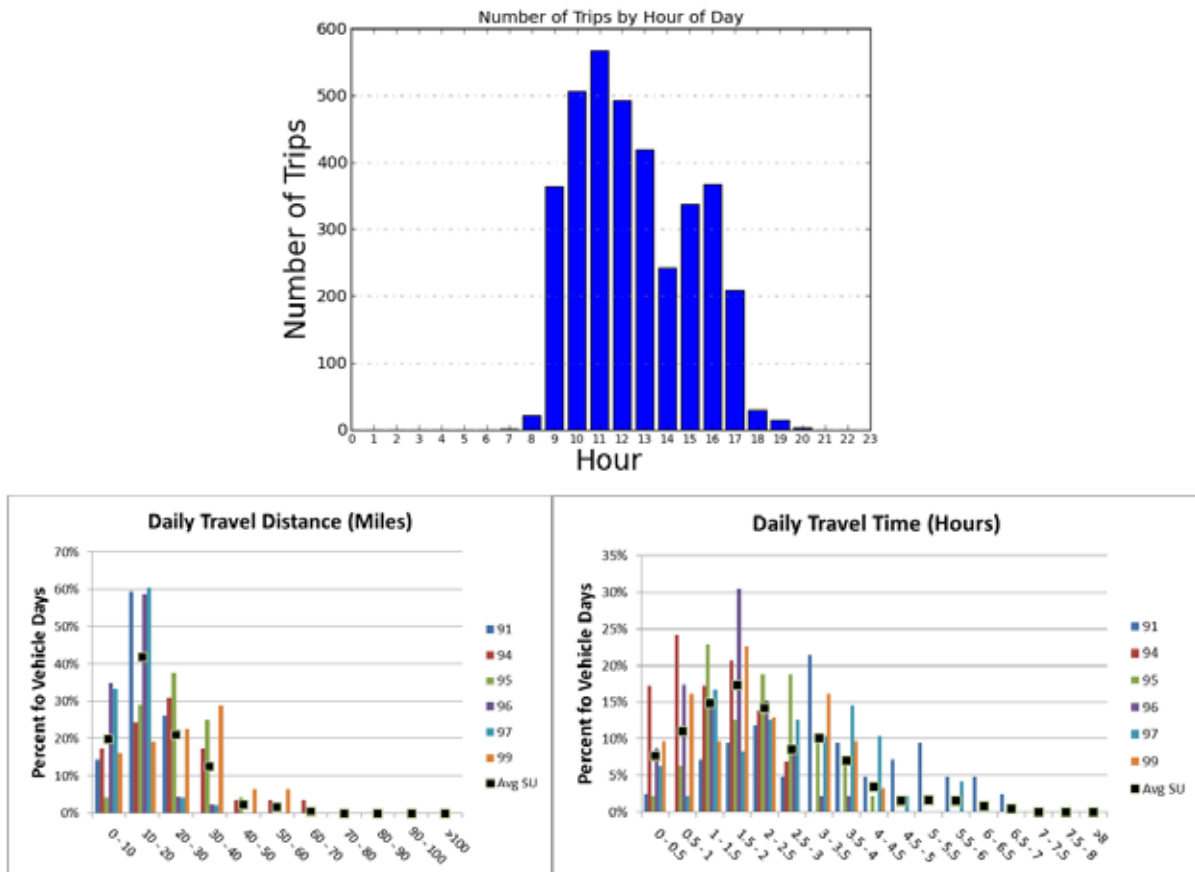 Number of Trips by Hour of Day
Number of Trips
600
500
400
300
200
100
0
0 1 2 3 4 5 6 7 8 9 10 11 12 13 14 15 16 17 18 19 20 21 22 23
Hour
Daily Travel Distance (Miles)
Percent fo Vehicle Days
70%
60%
50%
40%
30%
20%
10%
0%
0 - 10
10 - 20
20 - 30
30 - 40
40 - 50
50 - 60
60 - 70
70 - 80
80 - 90
90 - 100
>100
91
94
95
96
97
99
Avg SU
Daily Travel Time (Hours)
Percent fo Vehicle Days
35%
30%
25%
20%
15%
10%
5%
0%
0 - 0.5
0.5 - 1
1 - 1.5
1.5 - 2
2 - 2.5
2.5 - 3
3 - 3.5
3.5 - 4
4 - 4.5
4.5 - 5
5 - 5.5
5.5 - 6
6 - 6.5
6.5 - 7
7 - 7.5
7.5 - 8
>8
91
94
95
96
97
99
Avg SU